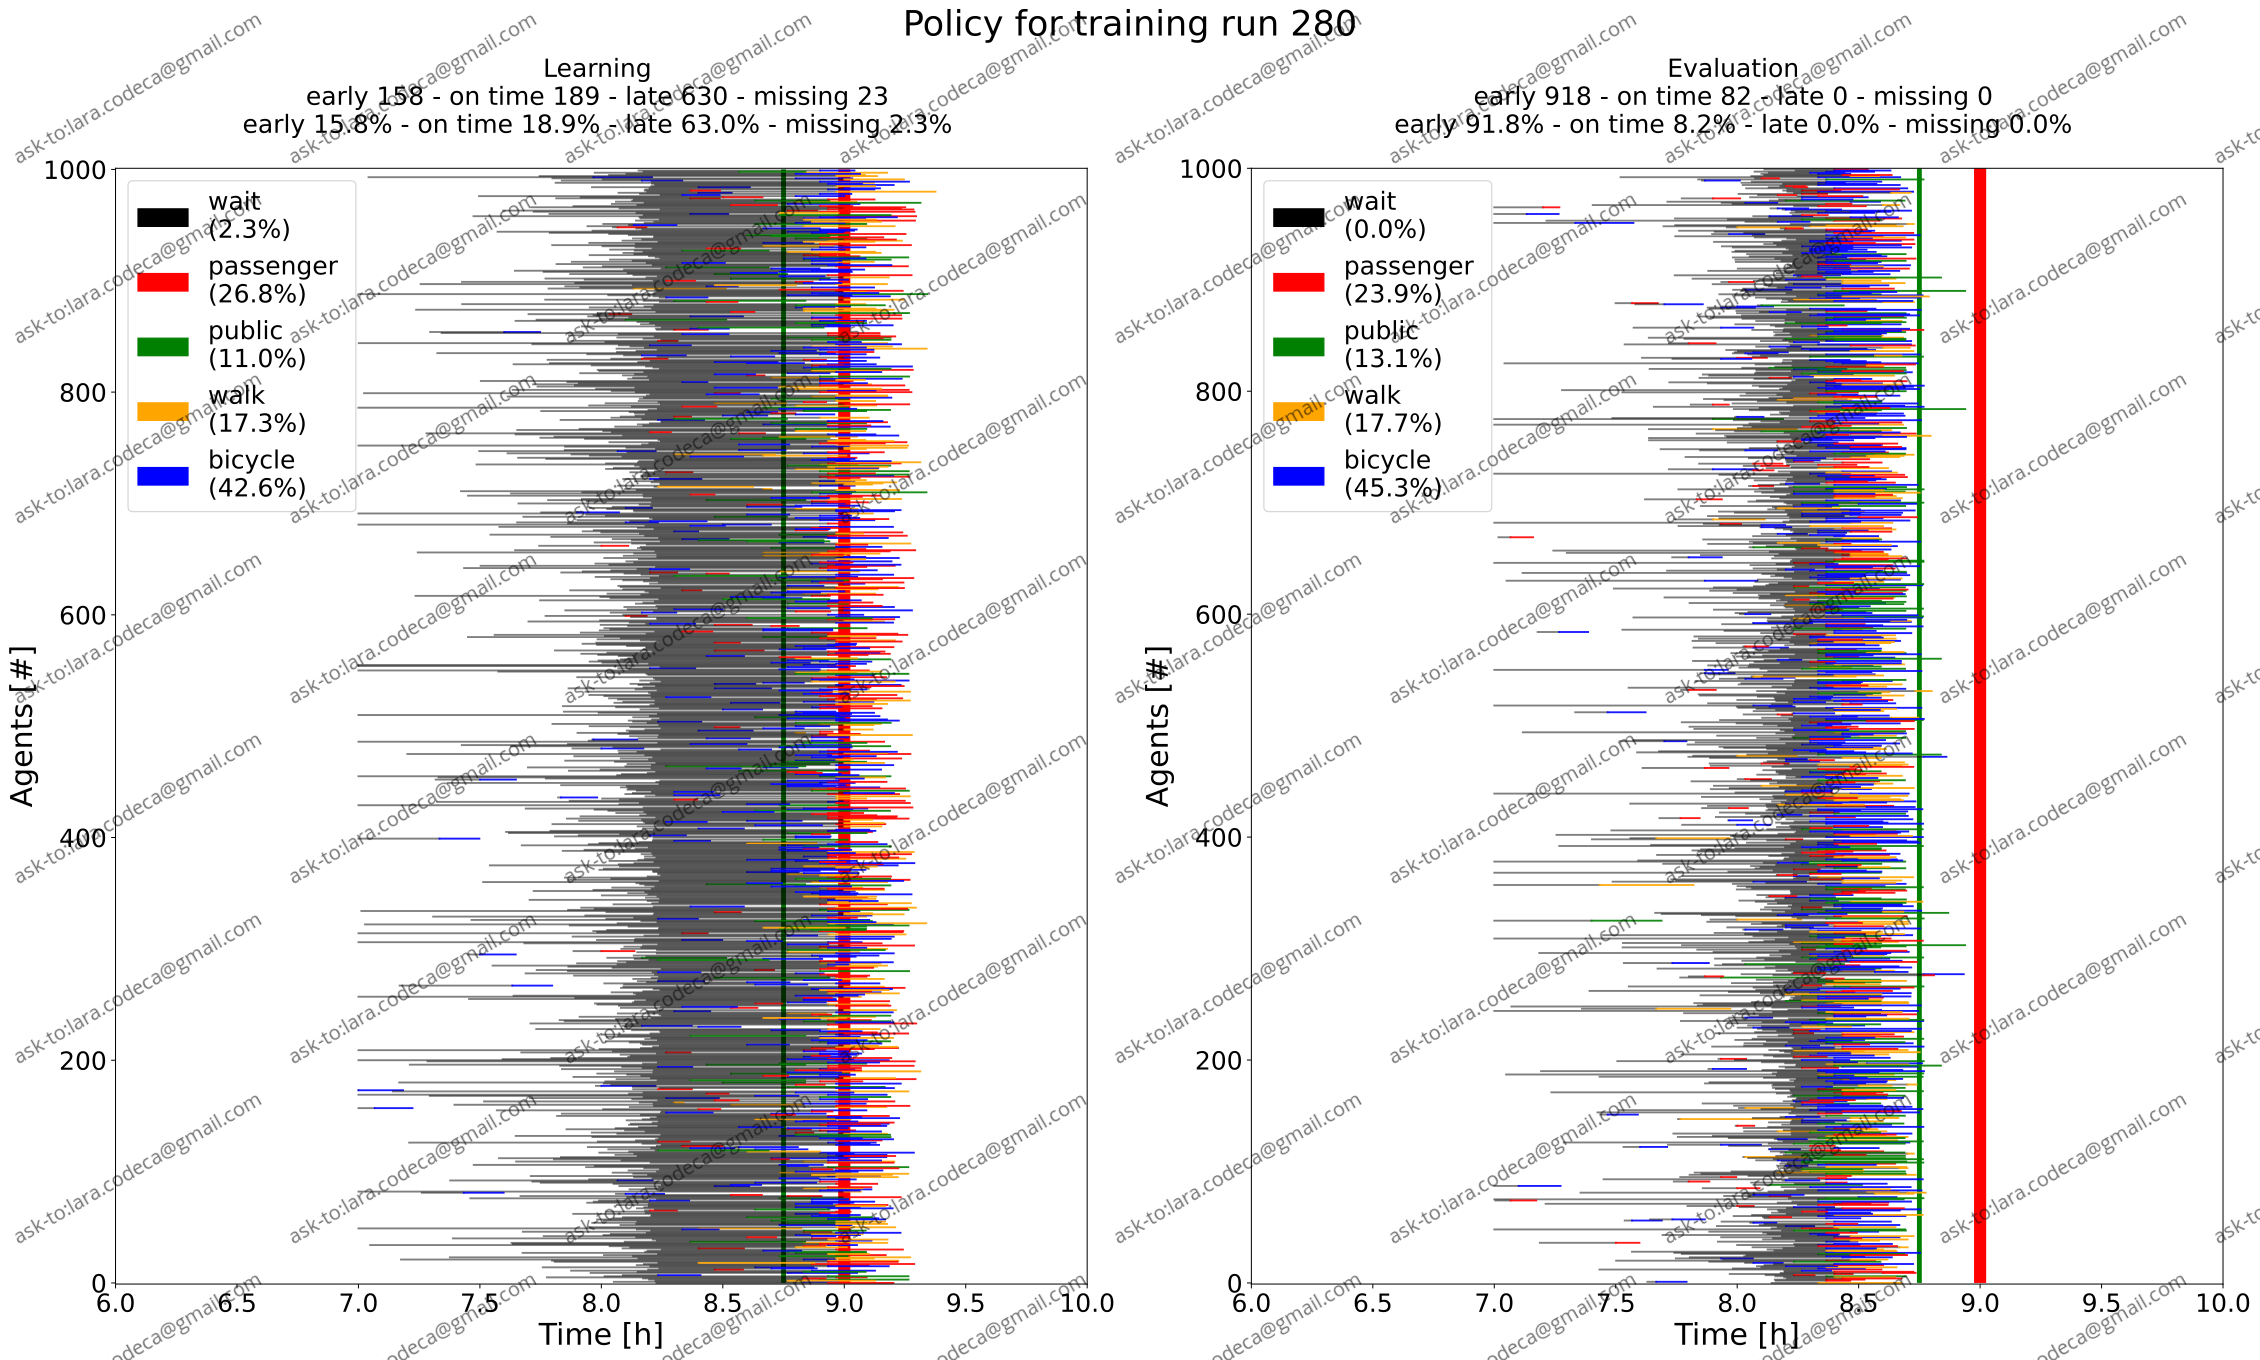 Policy for training run 280
Learning
early 158 - on time 189 - late 630 - missing 23
early 15.8% - on time 18.9% - late 63.0% - missing 2.3%
1000
800
600
400
200
0
Agents [#]
wait
(2.3%)
passenger
(26.8%)
public
(11.0%)
walk
(17.3%)
bicycle
(42.6%)
6.0 6.5 7.0 7.5 8.0 8.5 9.0 9.5 10.0
Time [h]
Evaluation
early 918 - on time 82 - late 0 - missing 0
early 91.8% - on time 8.2% - late 0.0% - missing 0.0%
1000
800
600
400
200
0
Agents [#]
wait
(0.0%)
passenger
(23.9%)
public
(13.1%)
walk
(17.7%)
bicycle
(45.3%)
6.0 6.5 7.0 7.5 8.0 8.5 9.0 9.5 10.0
Time [h]
ask-to:lara.codeca@gmail.com